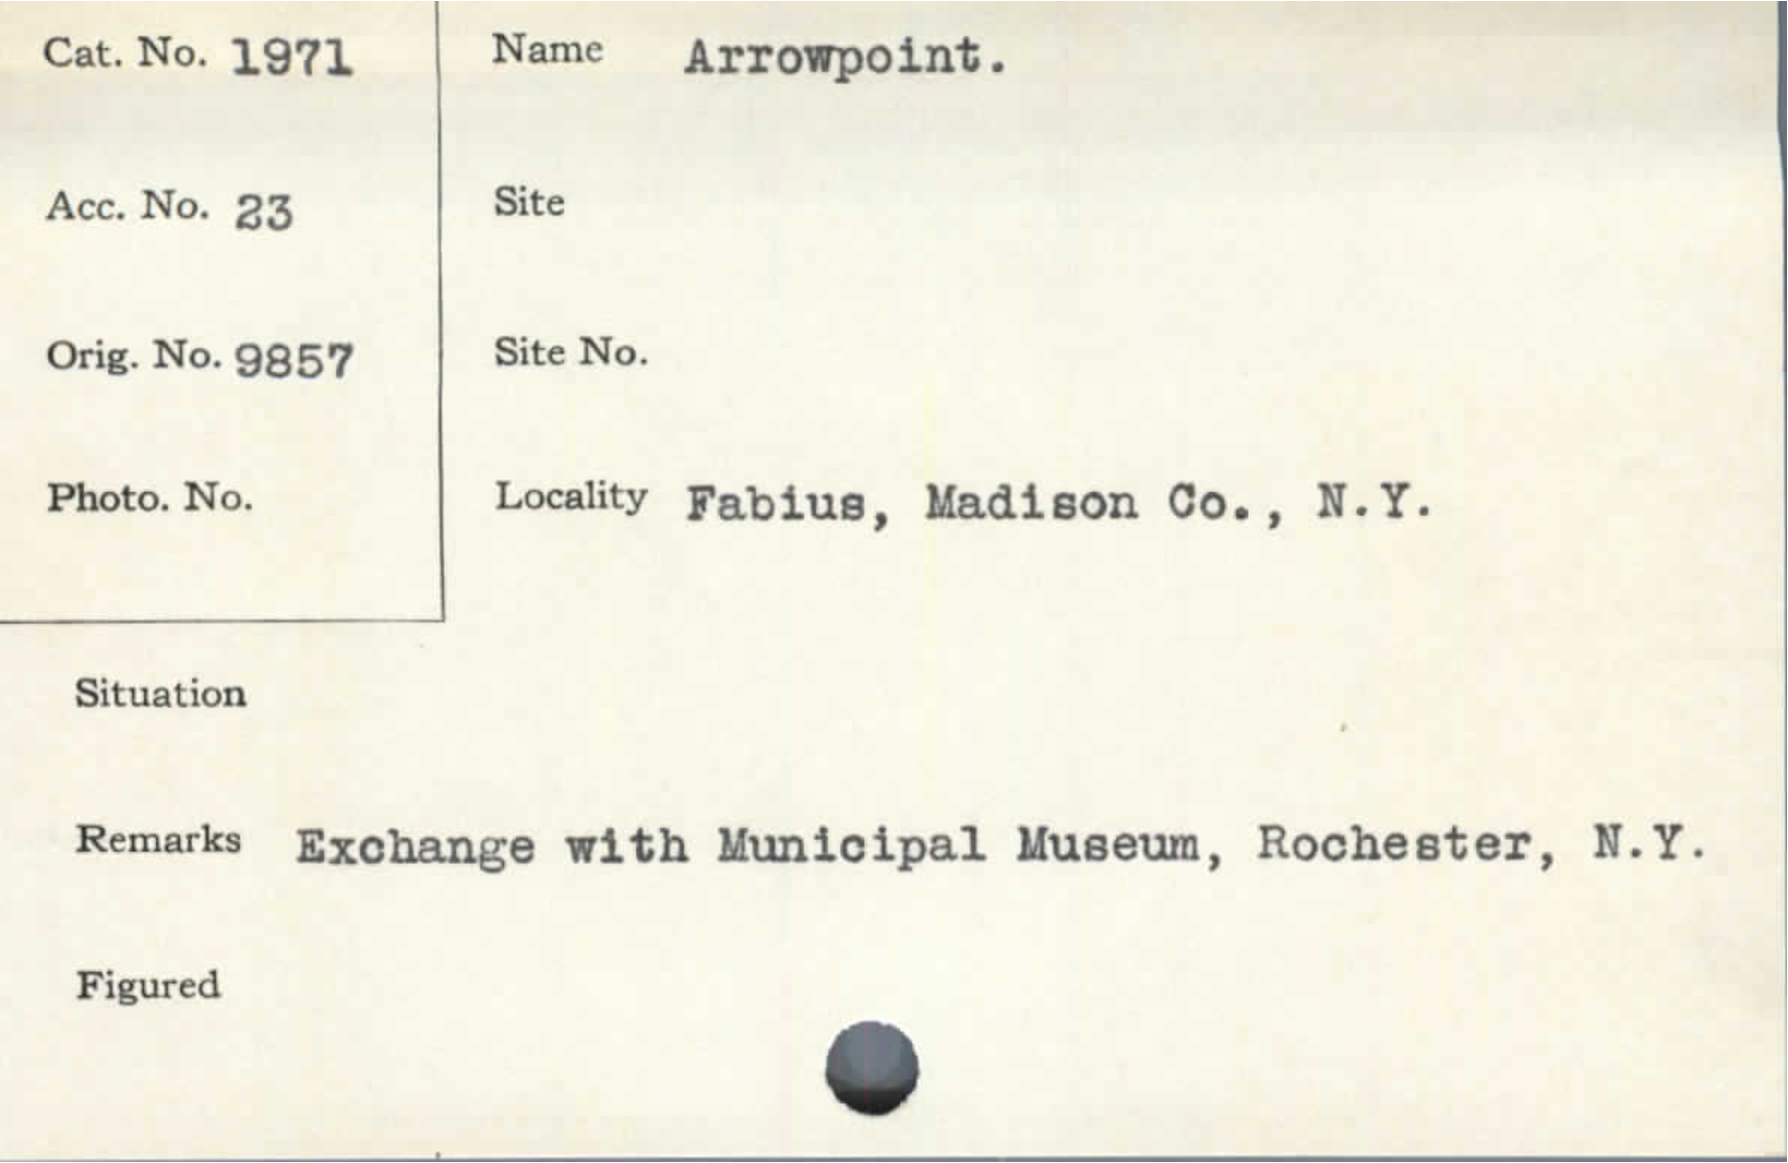 Cat. No. 1971
Name Arrowpoint.
Acc. No. 23
Site
Orig. No. 9857
Site No.
Photo. No.
Locality Fabius, Madison Co., N.Y.
Situation
Remarks Exchange with Municipal Museum, Rochester, N.Y.
Figured